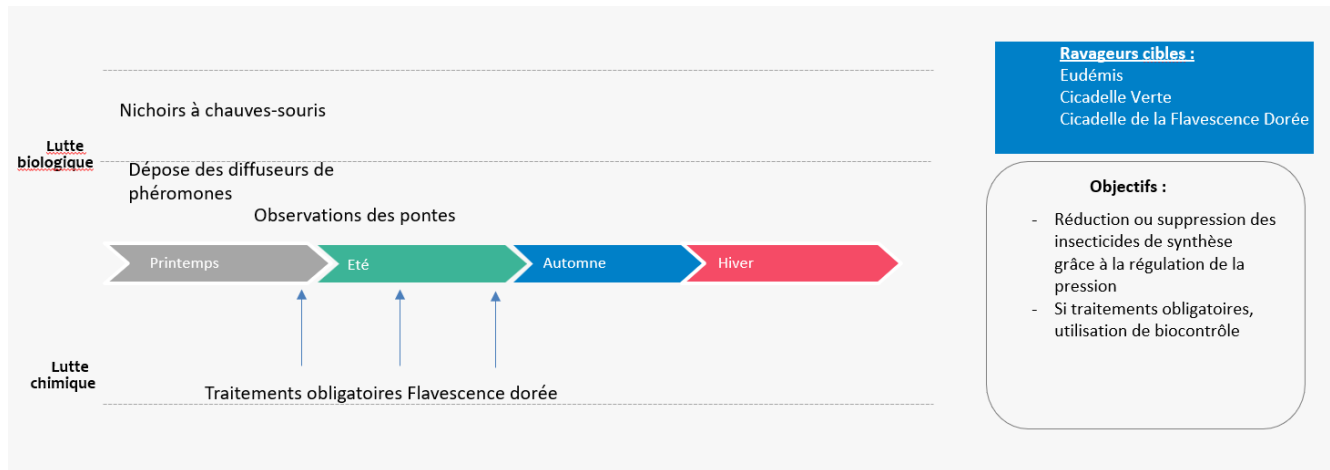 Ravageurs cibles :
Eudémis
Cicadelle Verte
Cicadelle de la Flavescence Dorée
Nichoirs à chauves-souris
Lutte
biologique
Dépose des diffuseurs de
phéromones
Observations des pontes
Printemps
Eté
Automne
Hiver
Lutte
chimique
Traitements obligatoires Flavescence dorée
Objectifs :
- Réduction ou suppression des
insecticides de synthèse
grâce à la régulation de la
pression
- Si traitements obligatoires,
utilisation de biocontrôle